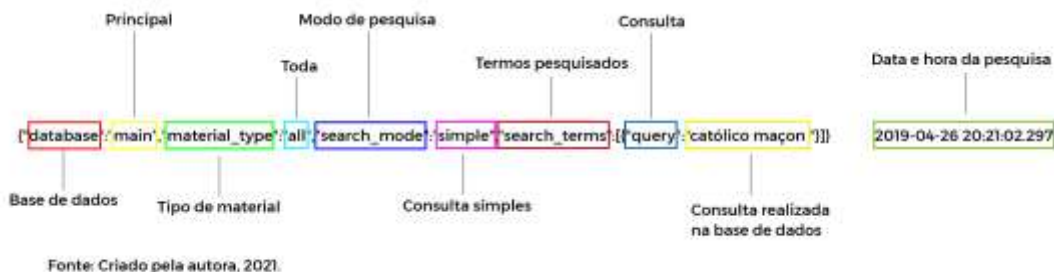 Principal
Modo de pesquisa
Consulta
Toda
Termos pesquisados
Data e hora da pesquisa
{"database":"main","material_type":"all","search_mode":"simple","search_terms":[{"query":"católico maçon "}]}
2019-04-26 20:21:02.297
Base de dados
Tipo de material
Consulta simples
Consulta realizada
na base de dados
Fonte: Criado pela autora, 2021.